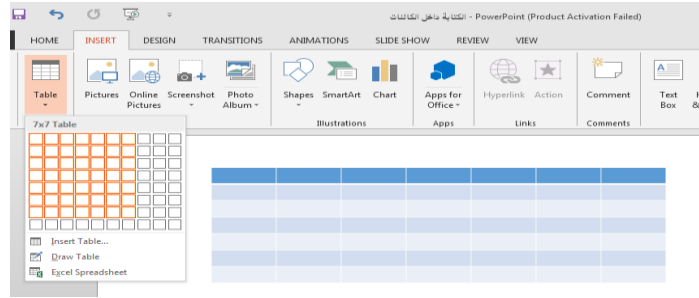 الكتابة داخل الكائنات - PowerPoint (Product Activation Failed)
HOME INSERT DESIGN TRANSITIONS ANIMATIONS SLIDE SHOW REVIEW VIEW
Table Pictures Online Pictures Screenshot Photo Album Shapes SmartArt Chart Apps for Office Hyperlink Action Comment Text Box
&
Illustrations Apps Links Comments
7x7 Table
Insert Table...
Draw Table
Excel Spreadsheet